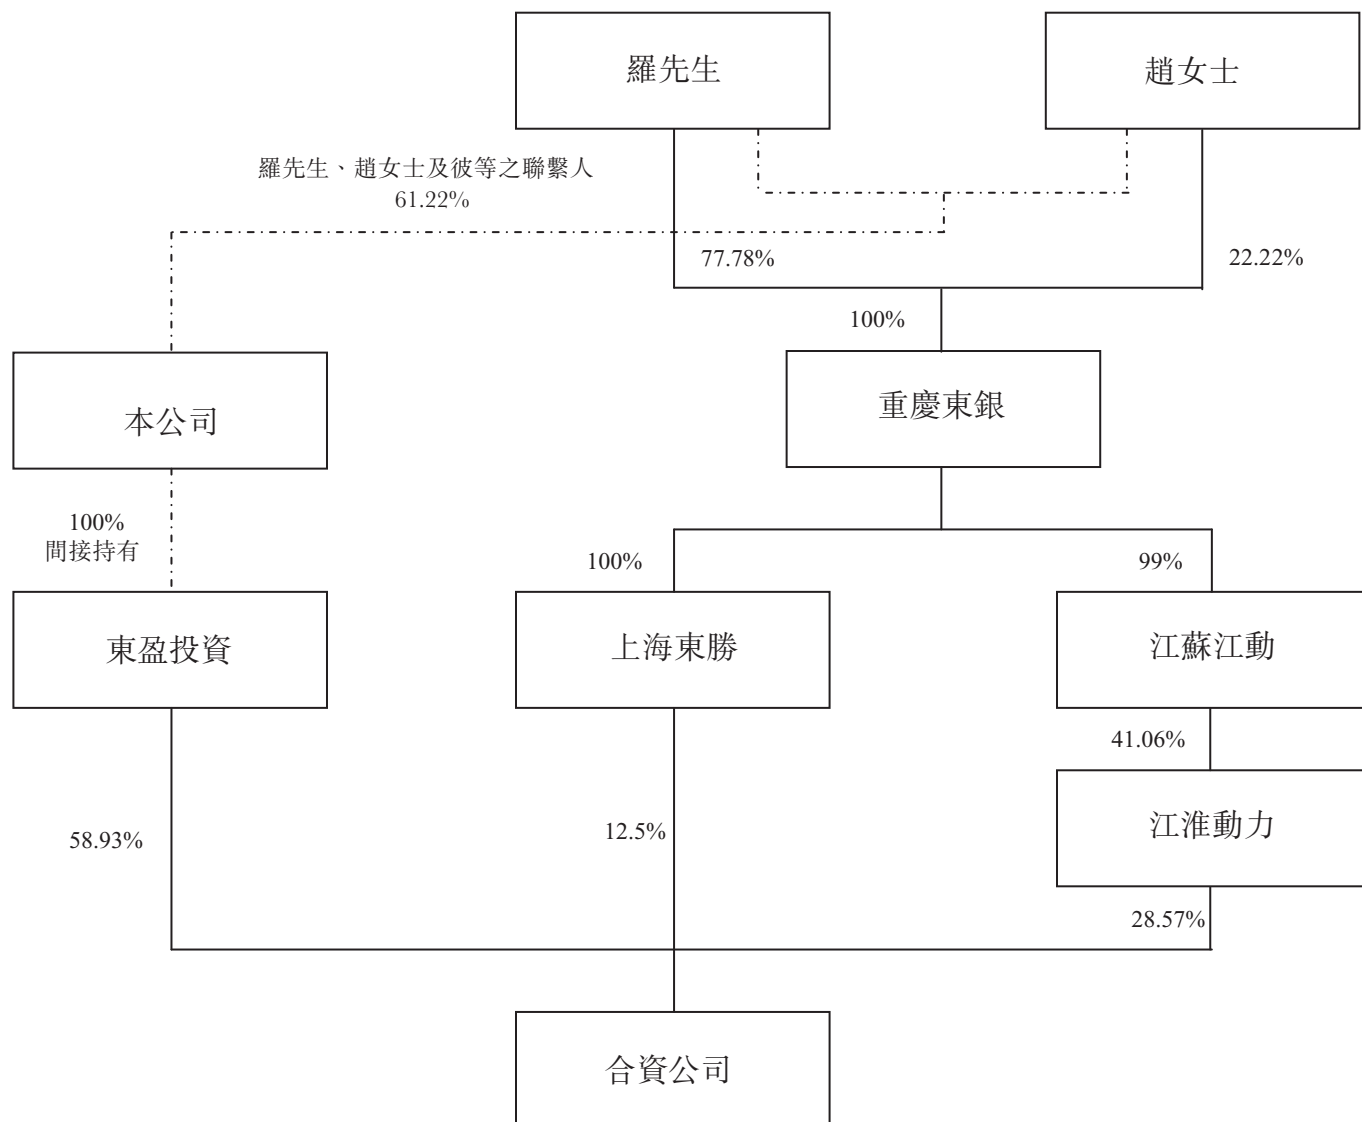 羅先生
趙女士
羅先生、趙女士及彼等之聯繫人
61.22%
77.78%
22.22%
100%
本公司
重慶東銀
100%
間接持有
100%
99%
東盈投資
上海東勝
江蘇江動
41.06%
58.93%
12.5%
江淮動力
28.57%
合資公司